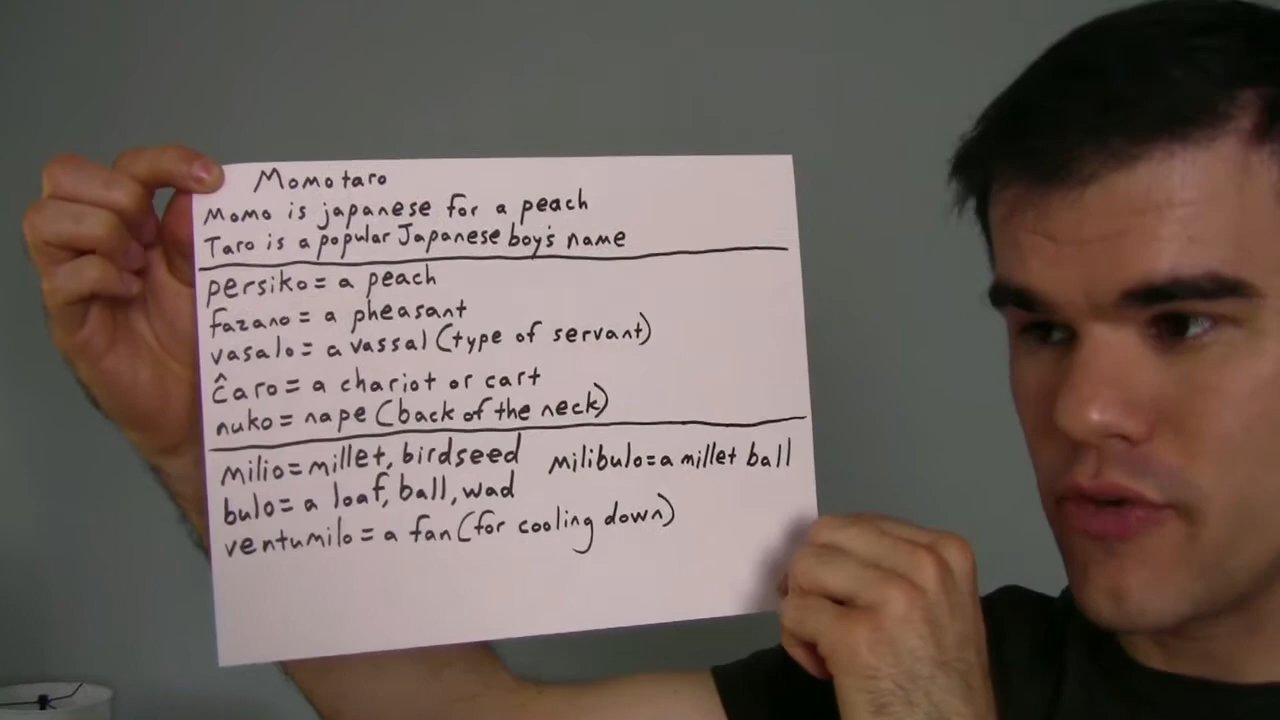 Momotaro
Momo is japanese for a peach
Taro is a popular Japanese boy's name
persiko= a peach
fazano= a pheasant
vasalo= a vassal (type of servant)
ĉaro= a chariot or cart
nuko= nape (back of the neck)
milio=millet, birdseed milibulo=a millet ball
bulo= a loaf, ball, wad
ventumilo= a fan (for cooling down)